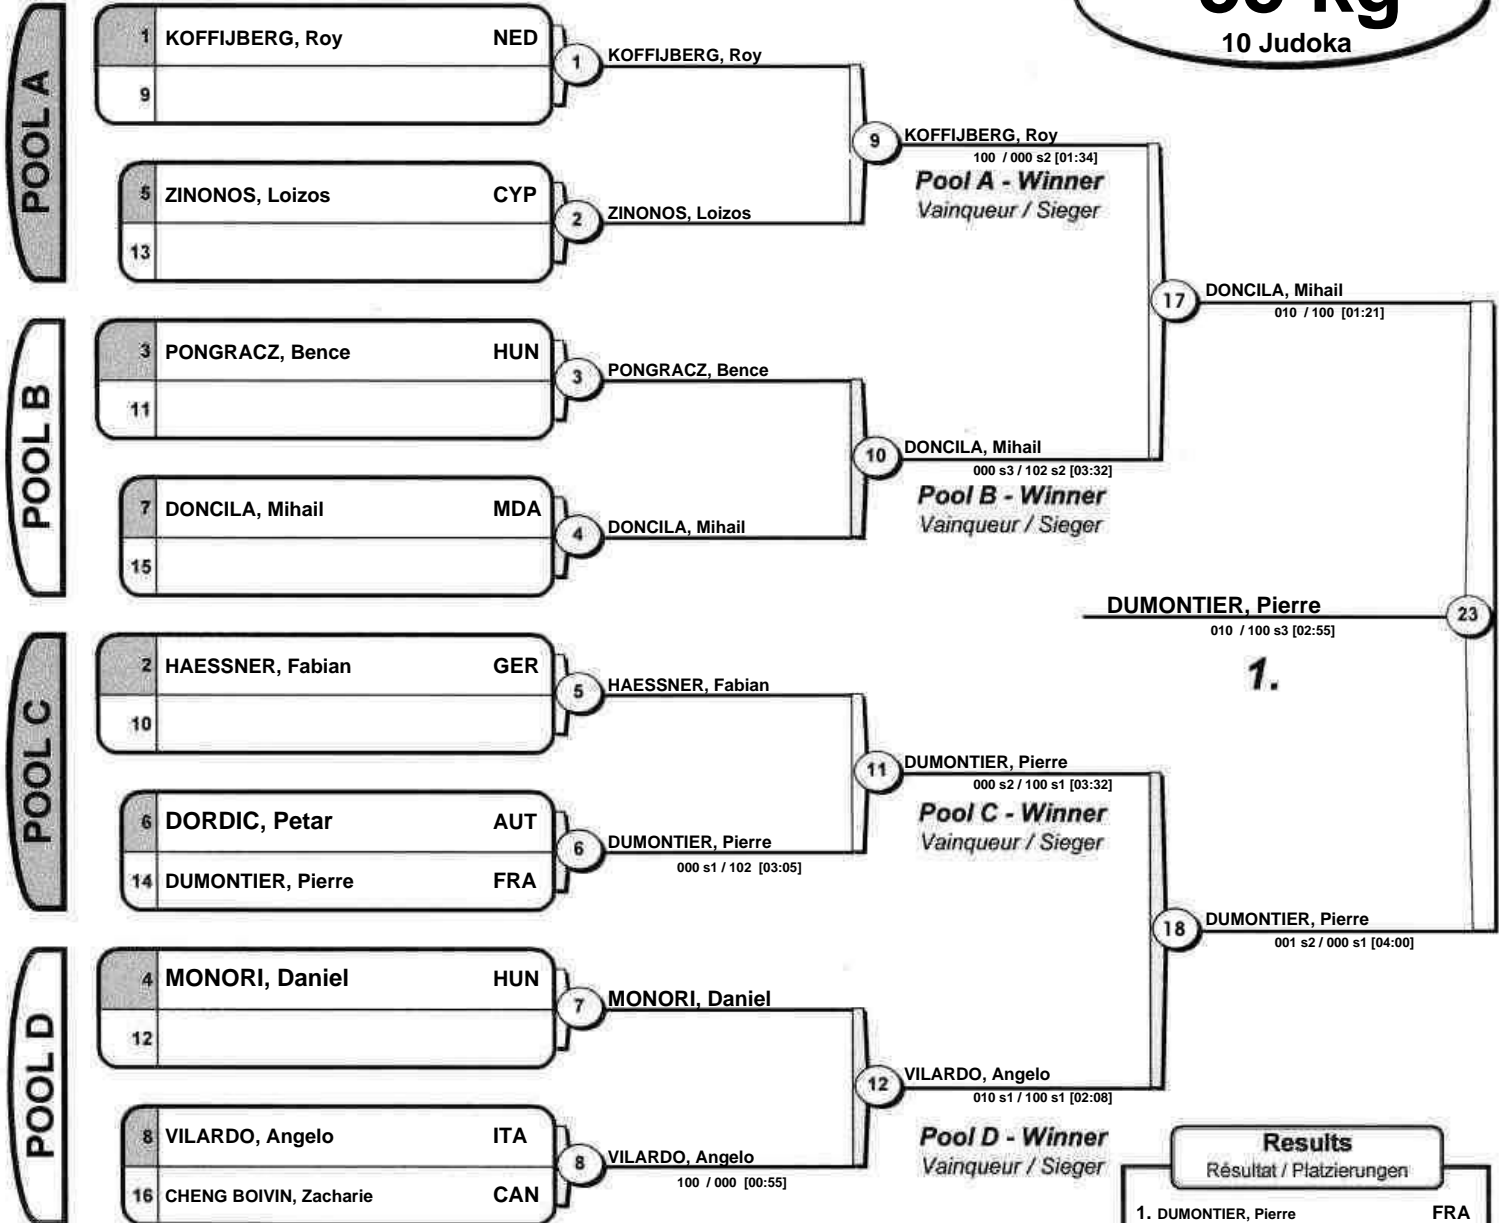 kg
10 Judoka
POOL A
1 KOFFIJBERG, Roy NED
9
1 KOFFIJBERG, Roy
5 ZINONOS, Loizos CYP
13
2 ZINONOS, Loizos
9 KOFFIJBERG, Roy
100 / 000 s2 [01:34]
Pool A - Winner
Vainqueur / Sieger
POOL B
3 PONGRACZ, Bence HUN
11
3 PONGRACZ, Bence
7 DONCILA, Mihail MDA
15
4 DONCILA, Mihail
10 DONCILA, Mihail
000 s3 / 102 s2 [03:32]
Pool B - Winner
Vainqueur / Sieger
17 DONCILA, Mihail
010 / 100 [01:21]
POOL C
2 HAESSNER, Fabian GER
10
5 HAESSNER, Fabian
6 DORDIC, Petar AUT
14 DUMONTIER, Pierre FRA
6 DUMONTIER, Pierre
000 s1 / 102 [03:05]
11 DUMONTIER, Pierre
000 s2 / 100 s1 [03:32]
Pool C - Winner
Vainqueur / Sieger
DUMONTIER, Pierre 23
010 / 100 s3 [02:55]
1.
POOL D
4 MONORI, Daniel HUN
12
7 MONORI, Daniel
8 VILARDO, Angelo ITA
16 CHENG BOIVIN, Zacharie CAN
8 VILARDO, Angelo
100 / 000 [00:55]
12 VILARDO, Angelo
010 s1 / 100 s1 [02:08]
Pool D - Winner
Vainqueur / Sieger
18 DUMONTIER, Pierre
001 s2 / 000 s1 [04:00]
Results
Résultat / Platzierungen
1. DUMONTIER, Pierre FRA